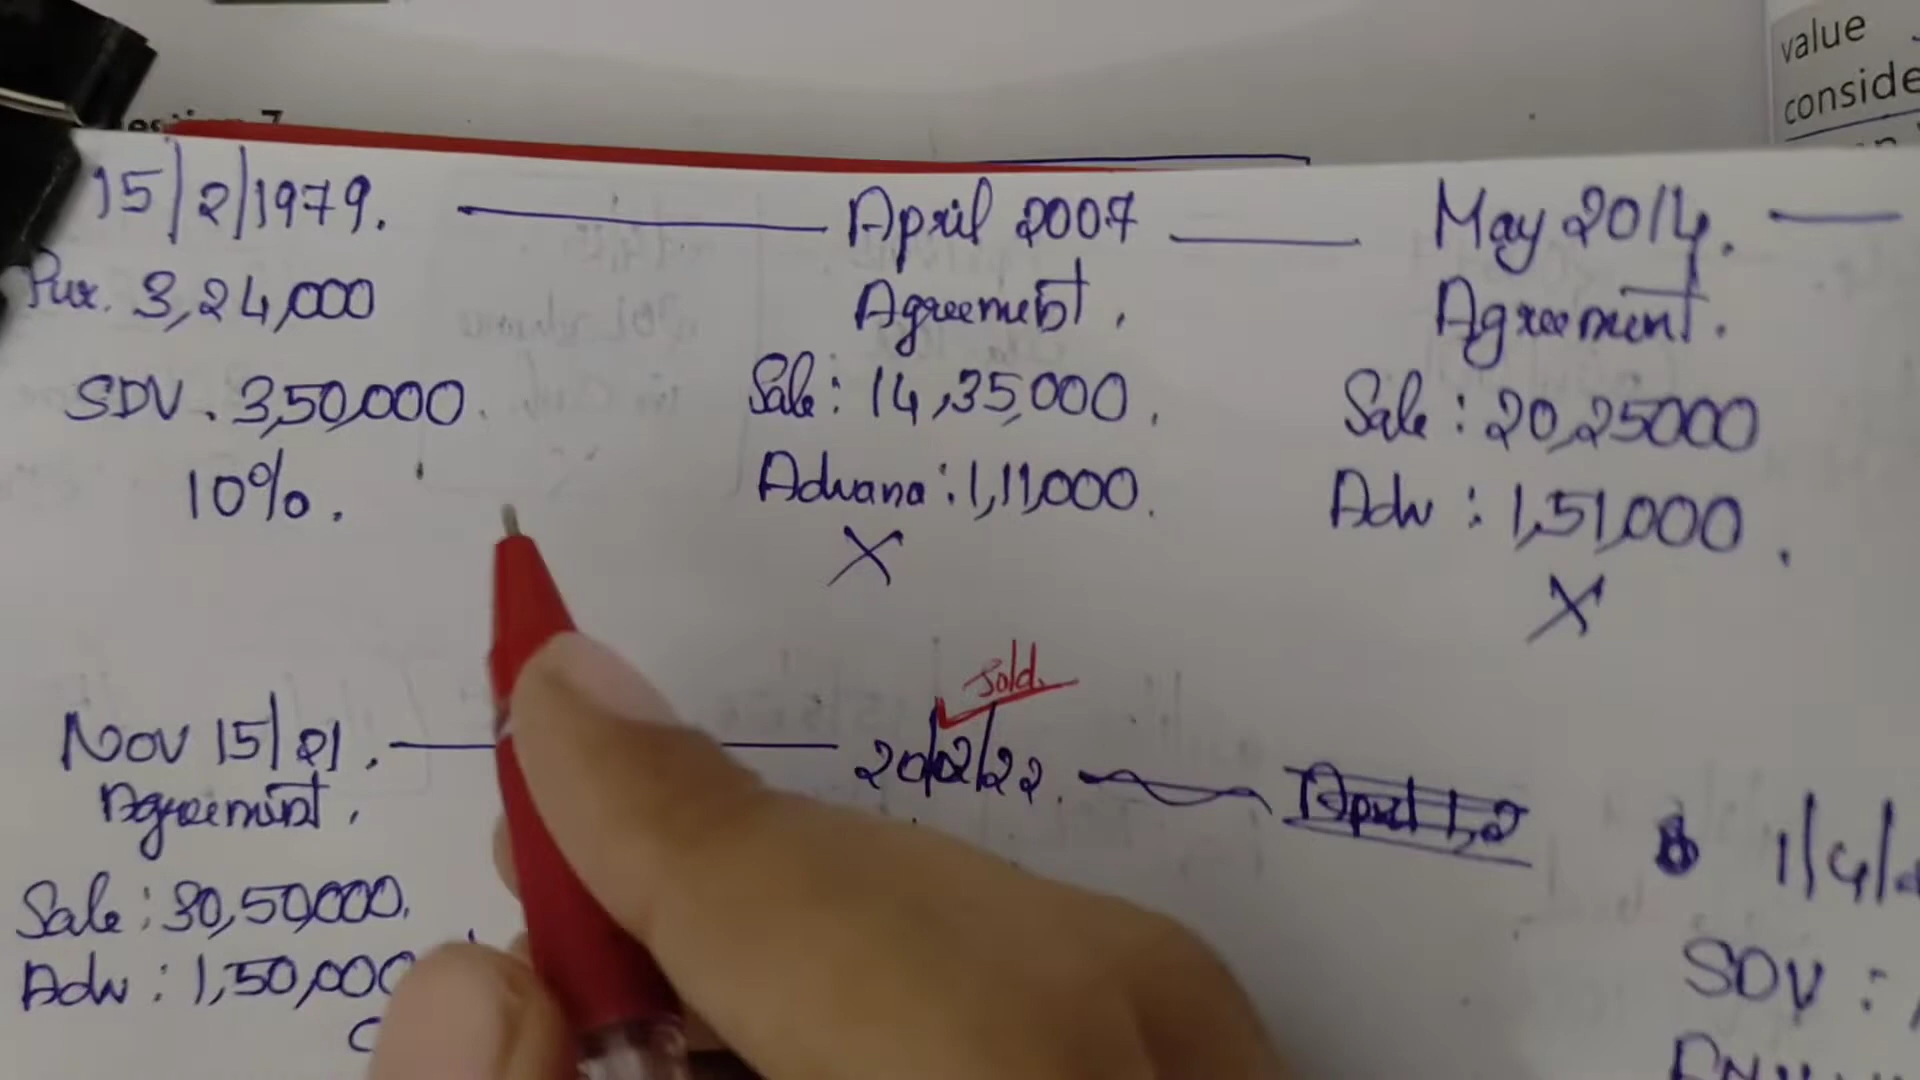 value
conside
15/2/1979. — April 2007 — May 2014. —
Pur. 3,24,000
Agreement.
Agreement.
SDV. 3,50,000.
Sale: 14,35,000.
Sale: 20,25000
10%.
Advana: 1,11,000.
Adv: 1,51,000.
X
X
sold
Nov 15/21. — 20/02/22.
April 1,2
1/4/
Agreement.
Sale: 30,50,000.
SDV:
Adv: 1,50,000